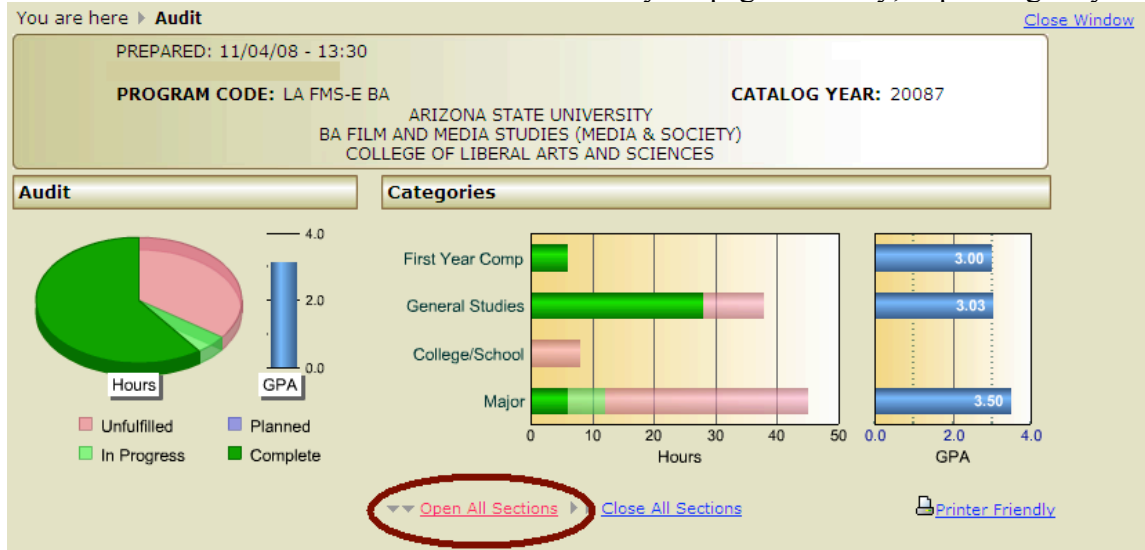 You are here Audit
Close Window
PREPARED: 11/04/08 - 13:30
PROGRAM CODE: LA FMS-E BA CATALOG YEAR: 20087
ARIZONA STATE UNIVERSITY
BA FILM AND MEDIA STUDIES (MEDIA & SOCIETY)
COLLEGE OF LIBERAL ARTS AND SCIENCES
Audit
4.0
2.0
0.0
Hours GPA
Unfulfilled Planned
In Progress Complete
Categories
First Year Comp
General Studies
College/School
Major
0 10 20 30 40 50
Hours
3.00
3.03
3.50
0.0 2.0 4.0
GPA
Open All Sections Close All Sections Printer Friendly